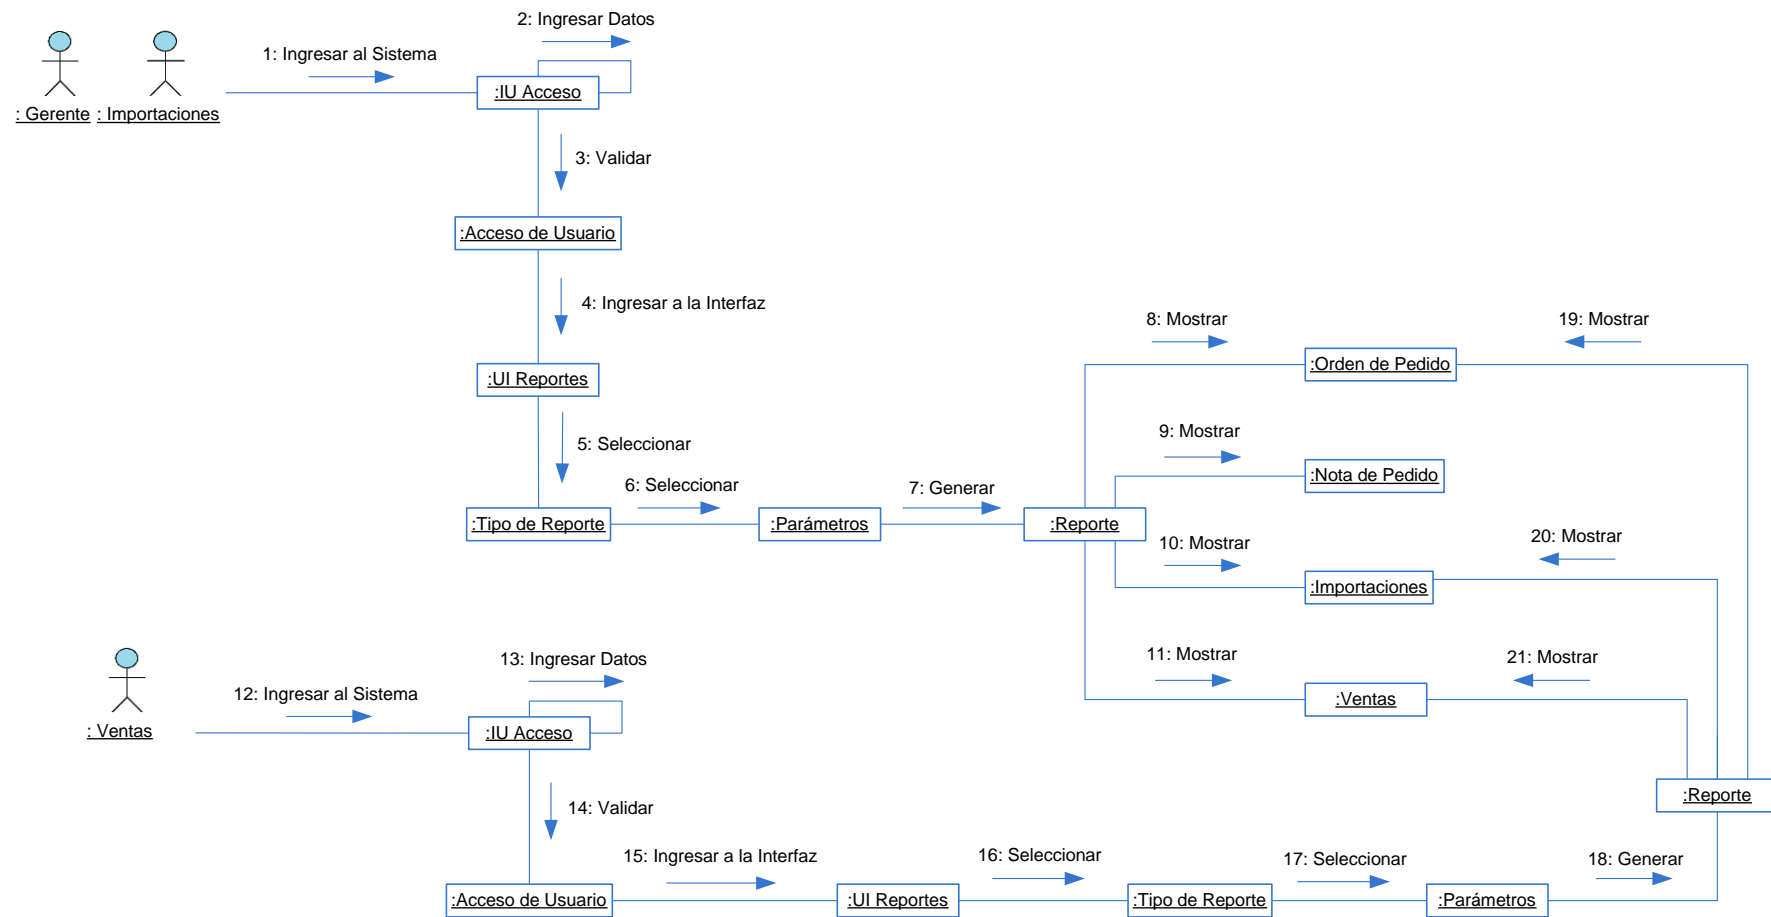 2: Ingresar Datos
1: Ingresar al Sistema
:IU Acceso
: Gerente
: Importaciones
3: Validar
:Acceso de Usuario
4: Ingresar a la Interfaz
8: Mostrar
19: Mostrar
:Orden de Pedido
:UI Reportes
5: Seleccionar
9: Mostrar
:Nota de Pedido
6: Seleccionar
7: Generar
:Tipo de Reporte
:Parámetros
:Reporte
10: Mostrar
20: Mostrar
:Importaciones
13: Ingresar Datos
11: Mostrar
21: Mostrar
12: Ingresar al Sistema
:Ventas
: Ventas
:IU Acceso
14: Validar
:Reporte
15: Ingresar a la Interfaz
16: Seleccionar
17: Seleccionar
18: Generar
:Acceso de Usuario
:UI Reportes
:Tipo de Reporte
:Parámetros